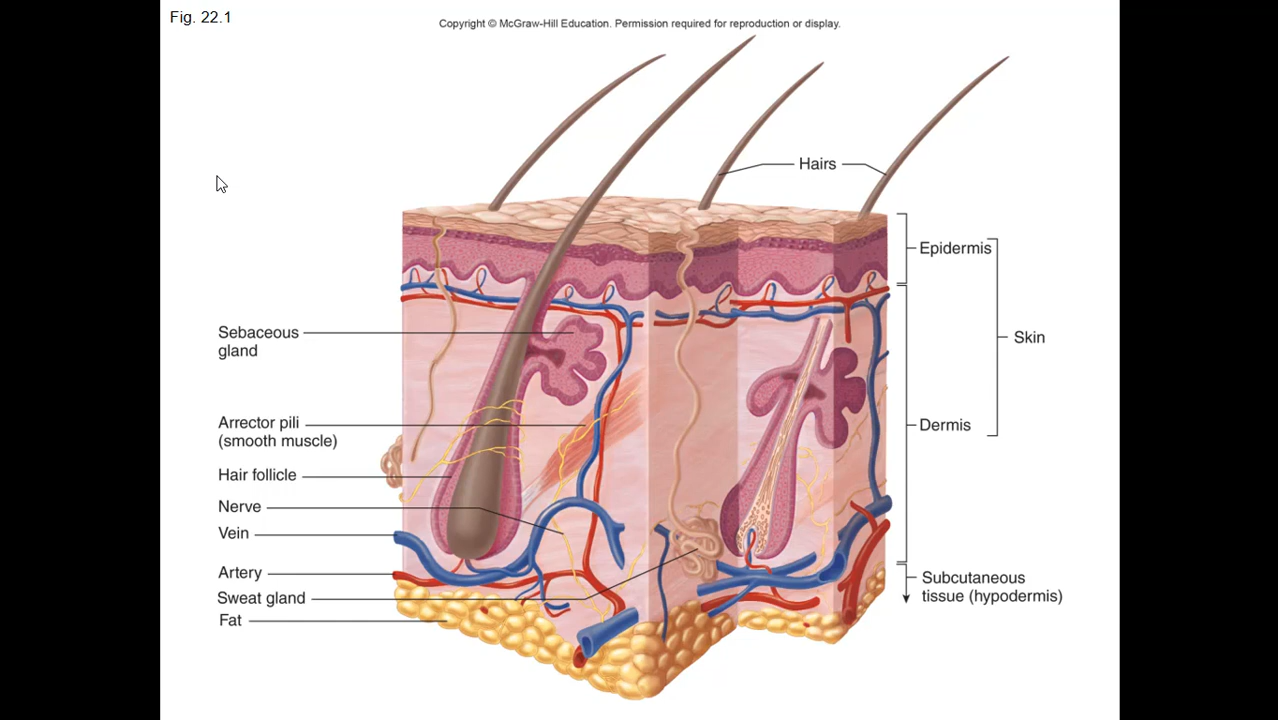 Fig. 22.1
Copyright © McGraw-Hill Education. Permission required for reproduction or display.
Hairs
Epidermis
Skin
Sebaceous
gland
Arrector pili
(smooth muscle)
Dermis
Hair follicle
Nerve
Vein
Artery
Sweat gland
Fat
Subcutaneous
tissue (hypodermis)